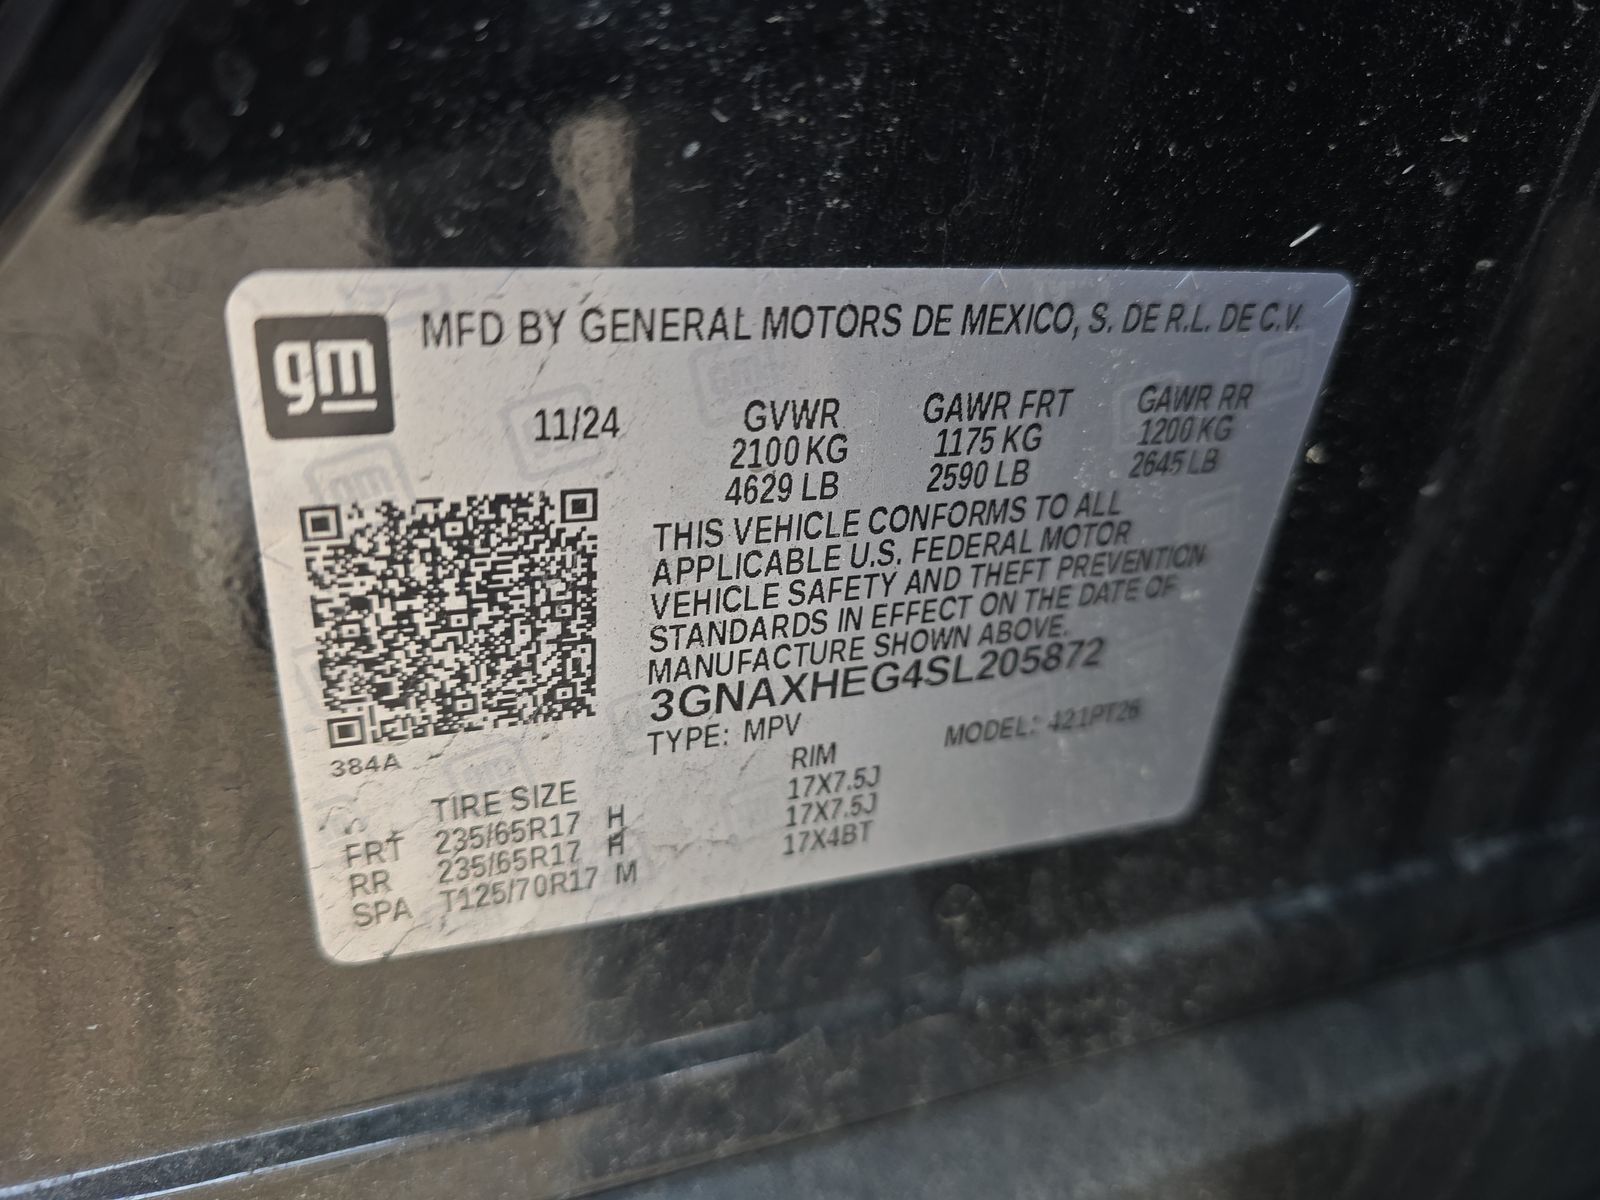 gm
MFD BY GENERAL MOTORS DE MEXICO, S. DE R.L. DE C.V.
11/24 GVWR GAWR FRT GAWR RR
2100 KG 1175 KG 1200 KG
4629 LB 2590 LB 2645 LB
THIS VEHICLE CONFORMS TO ALL
APPLICABLE U.S. FEDERAL MOTOR
VEHICLE SAFETY AND THEFT PREVENTION
STANDARDS IN EFFECT ON THE DATE OF
MANUFACTURE SHOWN ABOVE.
3GNAXHEG4SL205872
TYPE: MPV MODEL: 421PT26
384A
TIRE SIZE RIM
FRT 235/65R17 H 17X7.5J
RR 235/65R17 H 17X7.5J
SPA T125/70R17 M 17X4BT